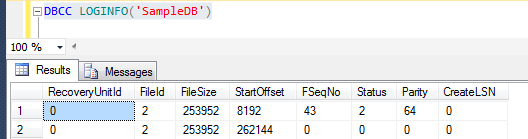 DBCC LOGINFO('SampleDB')
100 %
Results Messages
RecoveryUnitId FileId FileSize StartOffset FSeqNo Status Parity CreateLSN
1 0 2 253952 8192 43 2 64 0
2 0 2 253952 262144 0 0 0 0